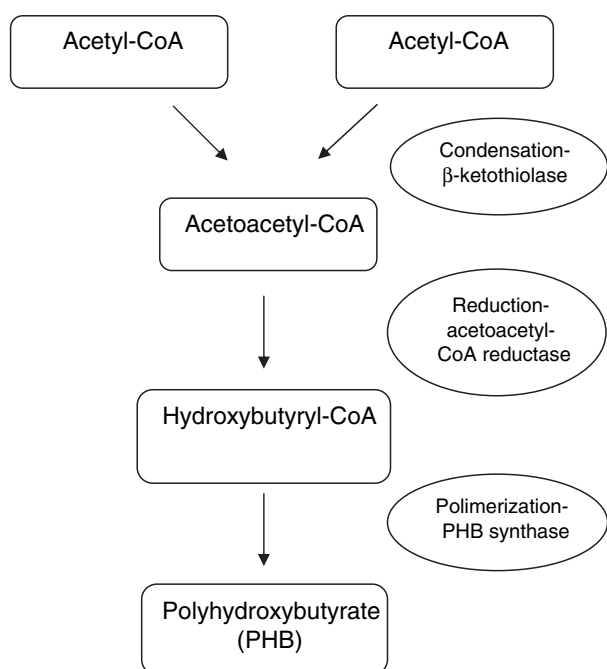 Acetyl-CoA
Acetyl-CoA
Condensation-
β-ketothiolase
Acetoacetyl-CoA
Reduction-
acetoacetyl-
CoA reductase
Hydroxybutyryl-CoA
Polimerization-
PHB synthase
Polyhydroxybutyrate
(PHB)